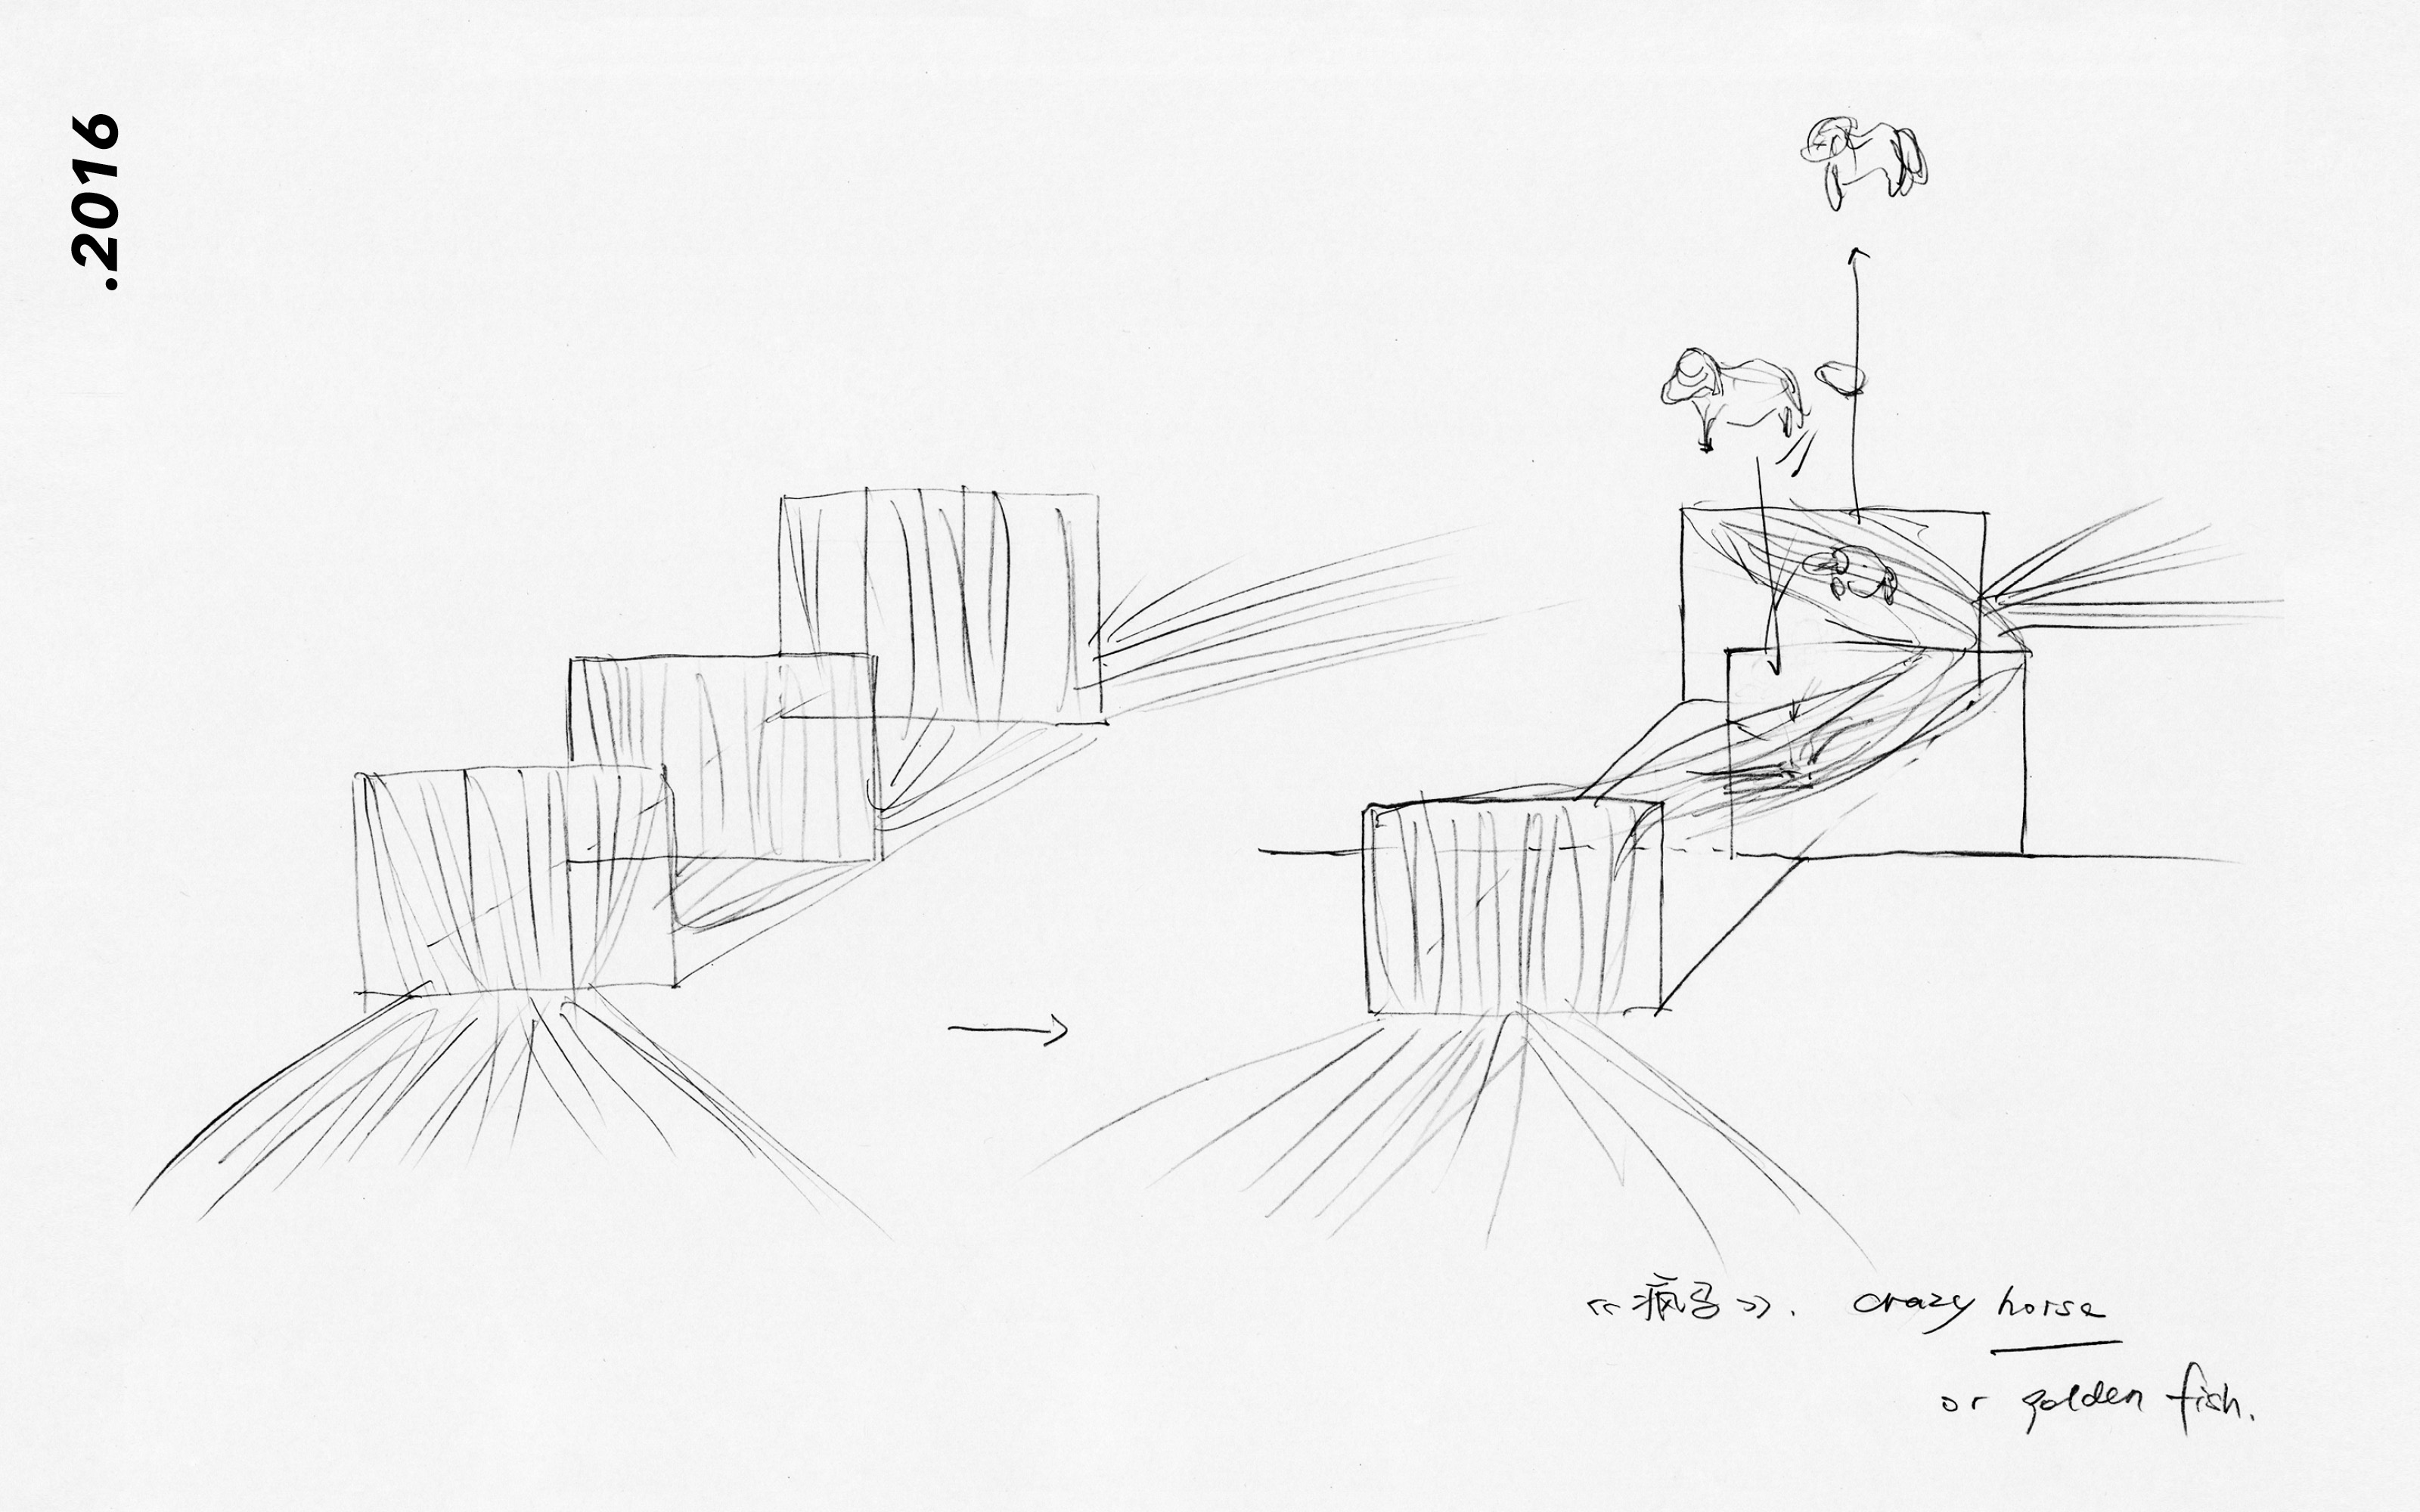 .2016
《疯马》. crazy horse
or golden fish.